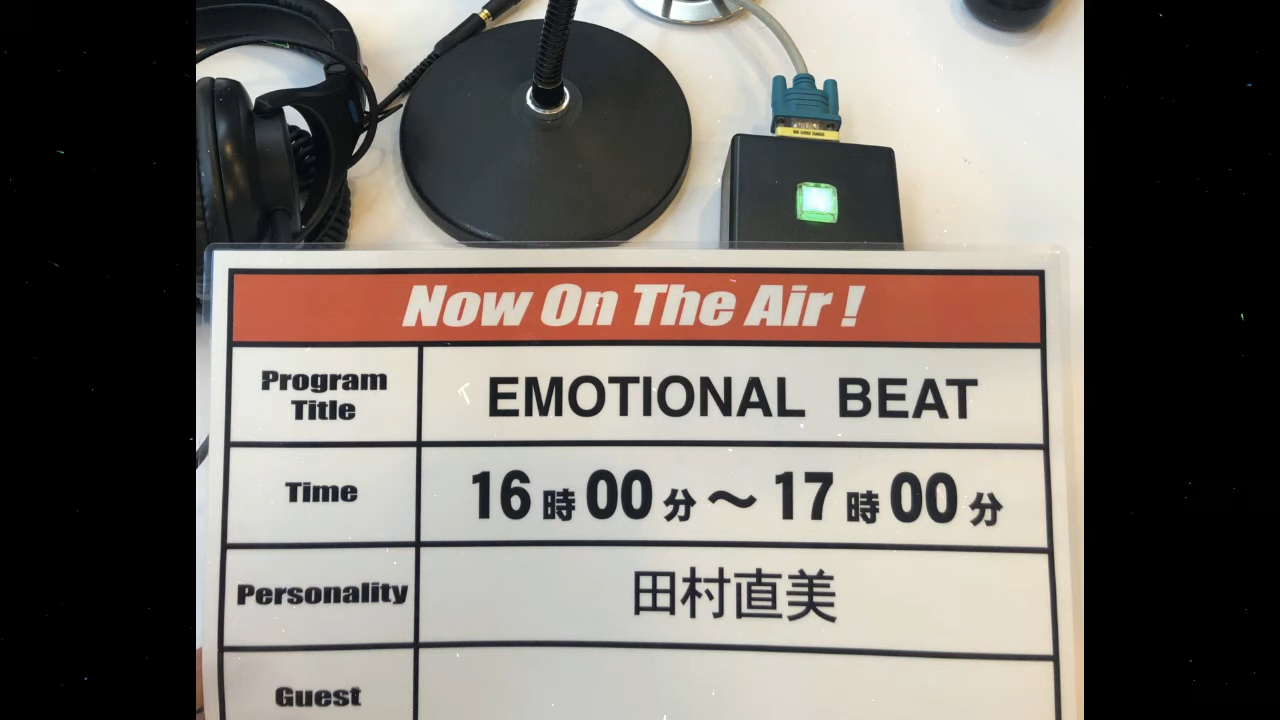 Now On The Air !
Program Title
EMOTIONAL BEAT
Time
16時00分～17時00分
Personality
田村直美
Guest